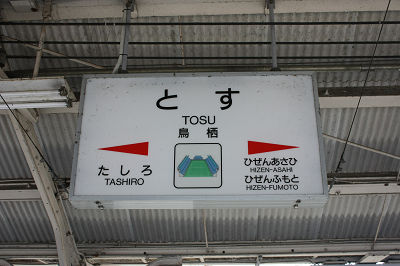 とす
TOSU
鳥栖
たしろ
TASHIRO
ひぜんあさひ
HIZEN-ASAHI
ひぜんふもと
HIZEN-FUMOTO